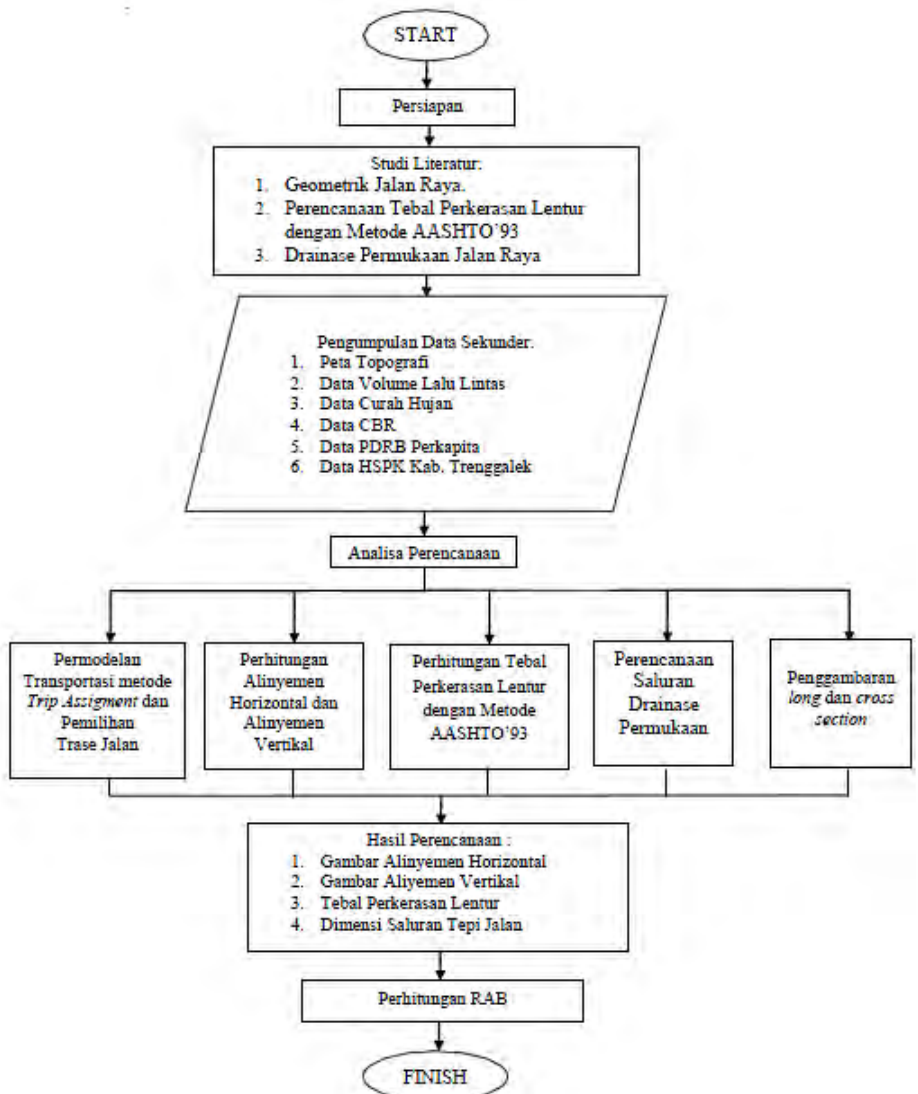 START
Persiapan
Studi Literatur:
1. Geometrik Jalan Raya.
2. Perencanaan Tebal Perkerasan Lentur
dengan Metode AASHTO`93
3. Drainase Permukaan Jalan Raya
Pengumpulan Data Sekunder.
1. Peta Topografi
2. Data Volume Lalu Lintas
3. Data Curah Hujan
4. Data CBR
5. Data PDRB Perkapita
6. Data HSPK Kab. Trenggalek
Analisa Perencanaan
Permodelan
Transportasi metode
Trip Assigment dan
Pemilihan
Trase Jalan
Perhitungan
Alinyemen
Horizontal dan
Alinyemen
Vertikal
Perhitungan Tebal
Perkerasan Lentur
dengan Metode
AASHTO’93
Perencanaan
Saluran
Drainase
Permukaan
Penggambaran
long dan cross
section
Hasil Perencanaan :
1. Gambar Alinyemen Horizontal
2. Gambar Aliyemen Vertikal
3. Tebal Perkerasan Lentur
4. Dimensi Saluran Tepi Jalan
Perhitungan RAB
FINISH